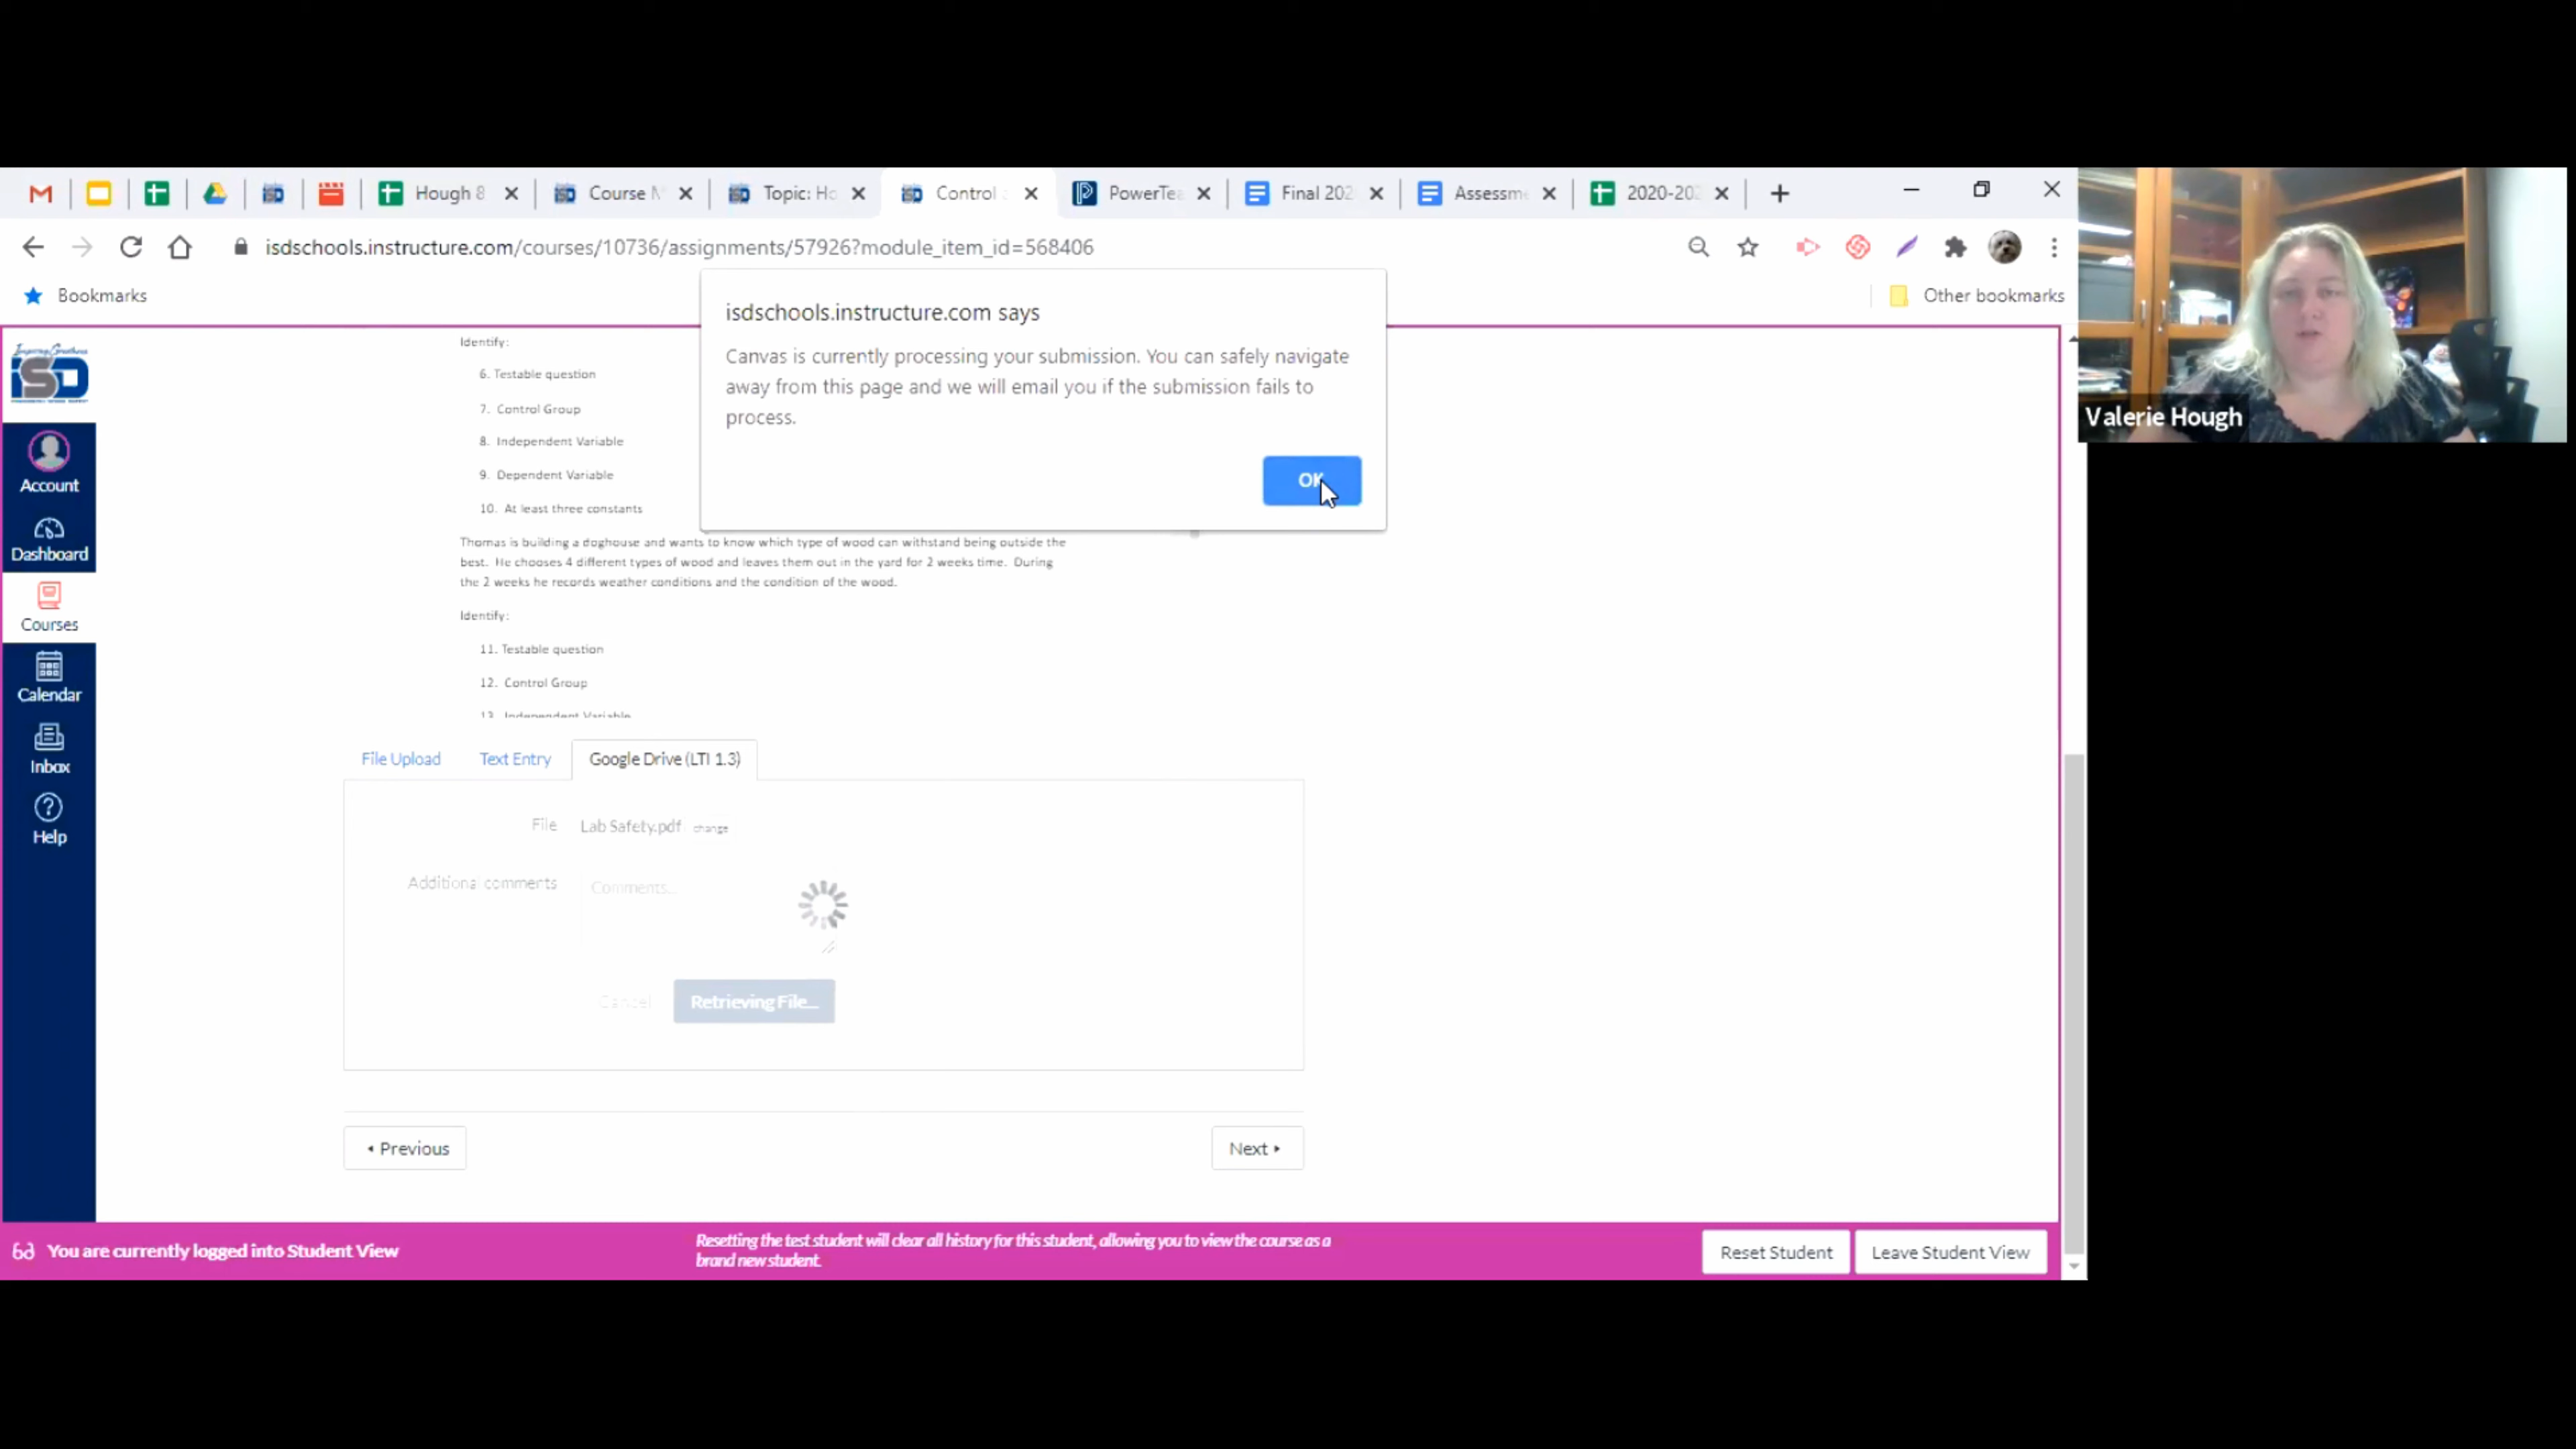 Hough 8
Course M
Topic: Ho
Control
PowerTea
Final 202
Assessme
2020-202
isdschools.instructure.com/courses/10736/assignments/57926?module_item_id=568406
Bookmarks
Other bookmarks
isdschools.instructure.com says
Canvas is currently processing your submission. You can safely navigate
away from this page and we will email you if the submission fails to
process.
OK
Valerie Hough
iSD
Account
Dashboard
Courses
Calendar
Inbox
Help
Identify:
6. Testable question
7. Control Group
8. Independent Variable
9. Dependent Variable
10. At least three constants
Thomas is building a doghouse and wants to know which type of wood can withstand being outside the
best. He chooses 4 different types of wood and leaves them out in the yard for 2 weeks time. During
the 2 weeks he records weather conditions and the condition of the wood.
Identify:
11. Testable question
12. Control Group
13. Independent Variable
File Upload
Text Entry
Google Drive (LTI 1.3)
File
Lab Safety.pdf change
Additional comments
Comments...
Cancel
Retrieving File...
Previous
Next
You are currently logged into Student View
Resetting the test student will clear all history for this student, allowing you to view the course as a
brand new student.
Reset Student
Leave Student View